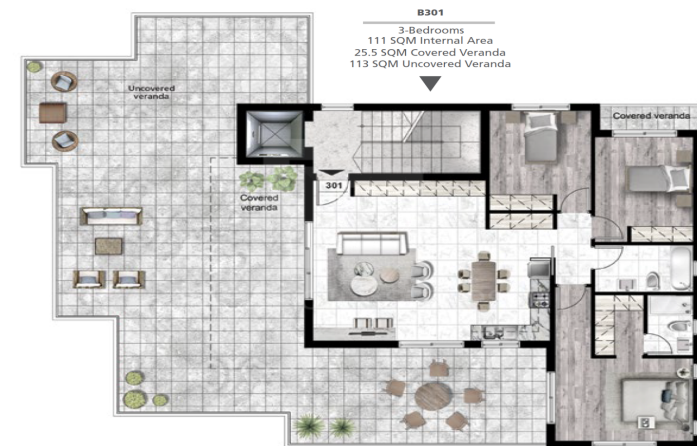 B301
3-Bedrooms
111 SQM Internal Area
25.5 SQM Covered Veranda
113 SQM Uncovered Veranda
Uncovered
veranda
Covered veranda
301
Covered
veranda